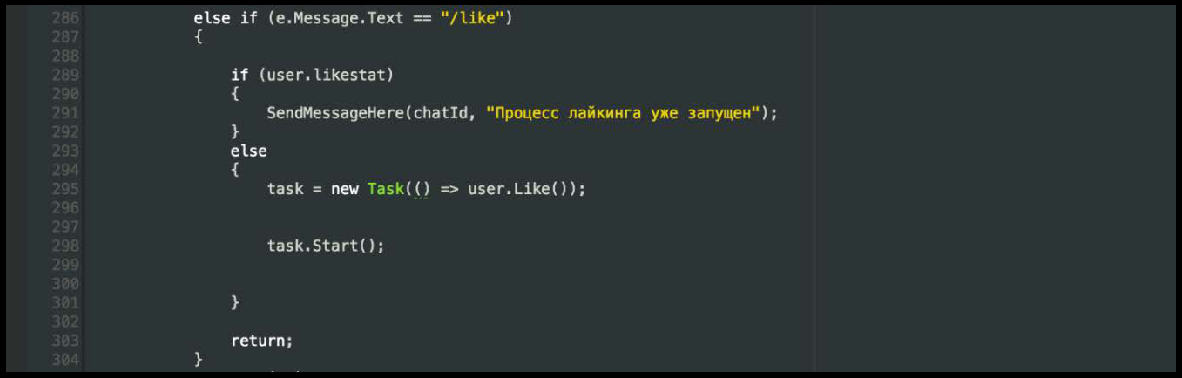 286 else if (e.Message.Text == "/like")
287 {
288
289 if (user.likestat)
290 {
291 SendMessageHere(chatId, "Процесс лайкинга уже запущен");
292 }
293 else
294 {
295 task = new Task(() => user.Like());
296
297
298 task.Start();
299
300
301 }
302
303 return;
304 }